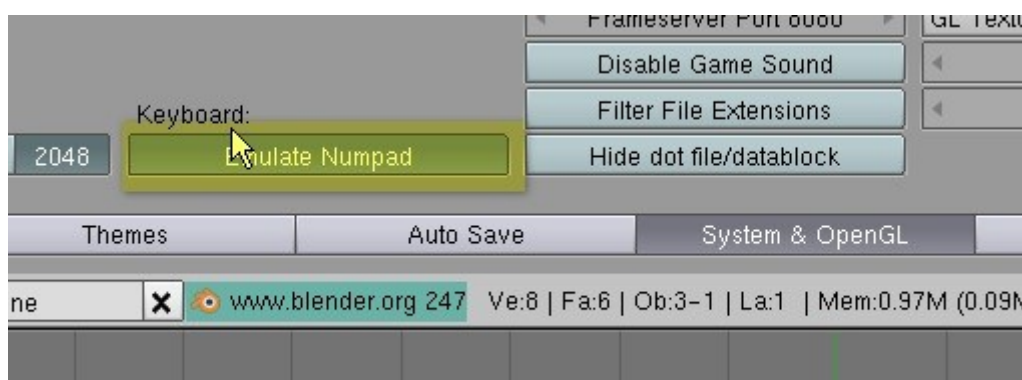 Frameserver Port 8080
GL Textu
Disable Game Sound
Keyboard:
Filter File Extensions
2048
Emulate Numpad
Hide dot file/datablock
Themes
Auto Save
System & OpenGL
ne
www.blender.org 247
Ve:8 | Fa:6 | Ob:3-1 | La:1 | Mem:0.97M (0.09M